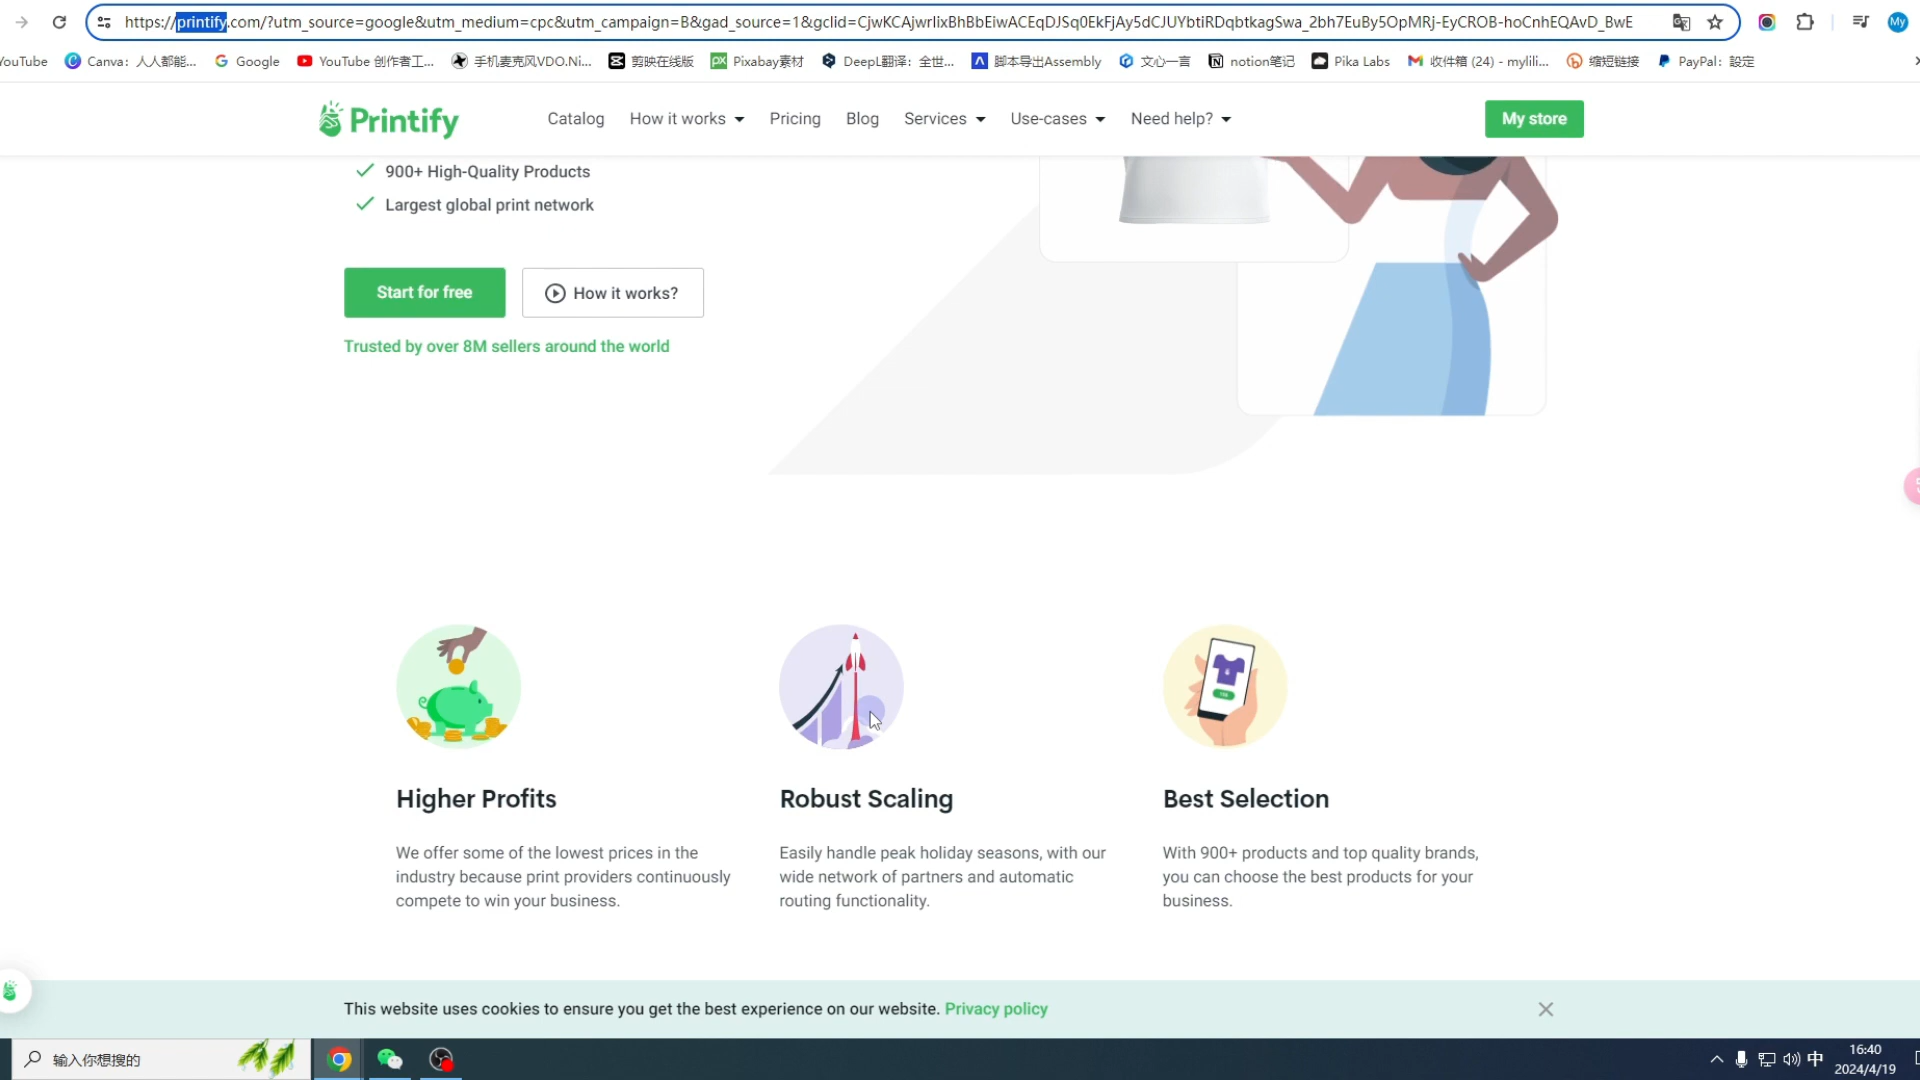 https://printify.com/?utm_source=google&utm_medium=cpc&utm_campaign=B&gad_source=1&gclid=CjwKCAjwrIixBhBbEiwACEqDJSq0EkFjAy5dCJUYbtiRDqbtkagSwa_2bh7EuBy5OpMRj-EyCROB-hoCnhEQAvD_BwE
My
YouTube Canva：人人都能... Google YouTube 创作者工... 手机麦克风VDO.Ni... 剪映在线版 Pixabay素材 DeepL翻译：全世... 脚本导出Assembly 文心一言 notion笔记 Pika Labs 收件箱 (24) - mylili... 缩短链接 PayPal：設定
Printify Catalog How it works Pricing Blog Services Use-cases Need help? My store
900+ High-Quality Products
Largest global print network
Start for free How it works?
Trusted by over 8M sellers around the world
Higher Profits
We offer some of the lowest prices in the
industry because print providers continuously
compete to win your business.
Robust Scaling
Easily handle peak holiday seasons, with our
wide network of partners and automatic
routing functionality.
Best Selection
With 900+ products and top quality brands,
you can choose the best products for your
business.
This website uses cookies to ensure you get the best experience on our website. Privacy policy
输入你想搜的
中
16:40
2024/4/19